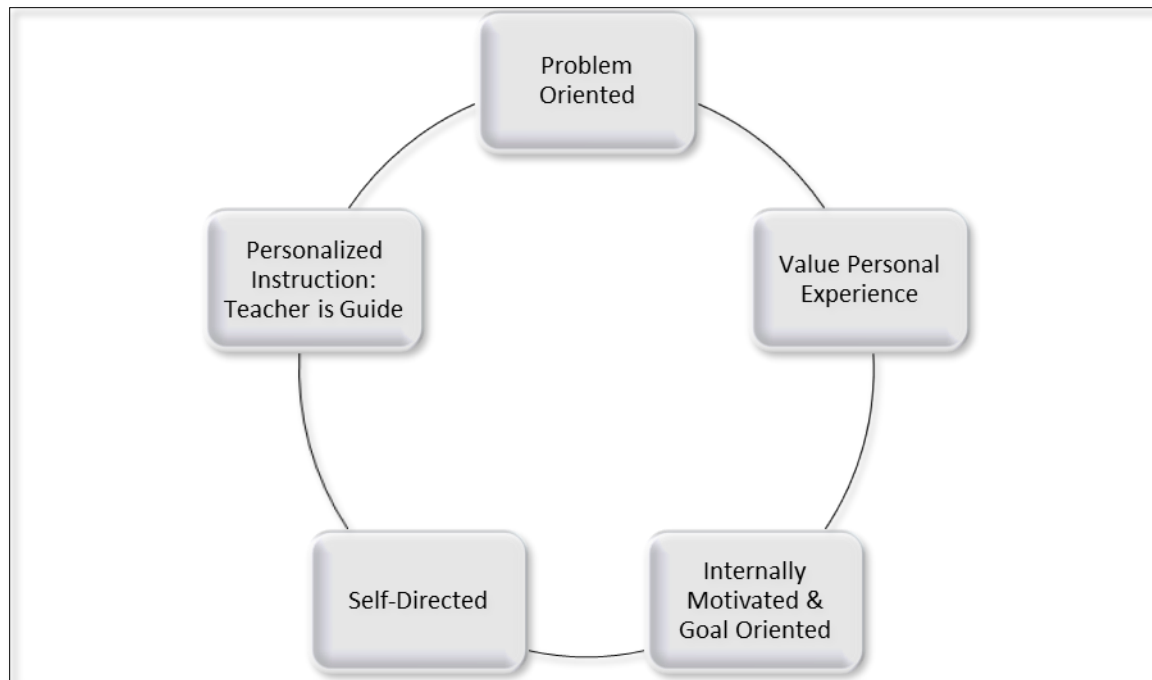 Problem
Oriented
Value Personal
Experience
Internally
Motivated &
Goal Oriented
Self-Directed
Personalized
Instruction:
Teacher is Guide